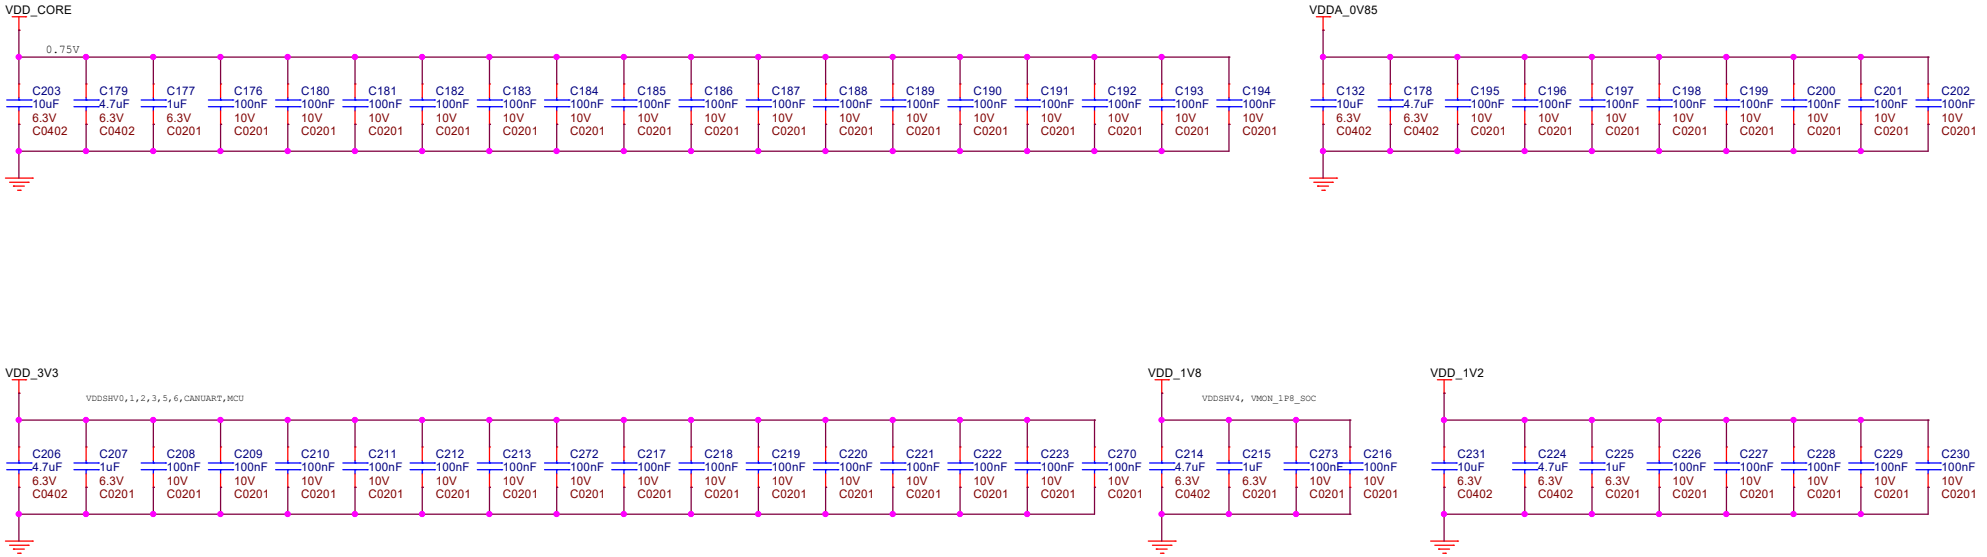 VDD_CORE
VDDA_0V85
0.75V
C203 C179 C177 C176 C180 C181 C182 C183 C184 C185 C186 C187 C188 C189 C190 C191 C192 C193 C194 C132 C178 C195 C196 C197 C198 C199 C200 C201 C202
10uF 4.7uF 1uF 100nF 100nF 100nF 100nF 100nF 100nF 100nF 100nF 100nF 100nF 100nF 100nF 100nF 100nF 100nF 100nF 10uF 4.7uF 100nF 100nF 100nF 100nF 100nF 100nF 100nF 100nF
6.3V 6.3V 6.3V 10V 10V 10V 10V 10V 10V 10V 10V 10V 10V 10V 10V 10V 10V 10V 10V 6.3V 6.3V 10V 10V 10V 10V 10V 10V 10V 10V
C0402 C0402 C0201 C0201 C0201 C0201 C0201 C0201 C0201 C0201 C0201 C0201 C0201 C0201 C0201 C0201 C0201 C0201 C0201 C0402 C0402 C0201 C0201 C0201 C0201 C0201 C0201 C0201 C0201
VDD_3V3
VDD_1V8
VDD_1V2
VDDSHV0,1,2,3,5,6,CANUART,MCU
VDDSHV4, VMON_1P8_SOC
C206 C207 C208 C209 C210 C211 C212 C213 C272 C217 C218 C219 C220 C221 C222 C223 C270 C214 C215 C273 C216 C231 C224 C225 C226 C227 C228 C229 C230
4.7uF 1uF 100nF 100nF 100nF 100nF 100nF 100nF 100nF 100nF 100nF 100nF 100nF 100nF 100nF 100nF 100nF 4.7uF 1uF 100nF 100nF 10uF 4.7uF 1uF 100nF 100nF 100nF 100nF 100nF
6.3V 6.3V 10V 10V 10V 10V 10V 10V 10V 10V 10V 10V 10V 10V 10V 10V 10V 6.3V 6.3V 10V 10V 6.3V 6.3V 6.3V 10V 10V 10V 10V 10V
C0402 C0201 C0201 C0201 C0201 C0201 C0201 C0201 C0201 C0201 C0201 C0201 C0201 C0201 C0201 C0201 C0201 C0402 C0201 C0201 C0201 C0402 C0402 C0201 C0201 C0201 C0201 C0201 C0201